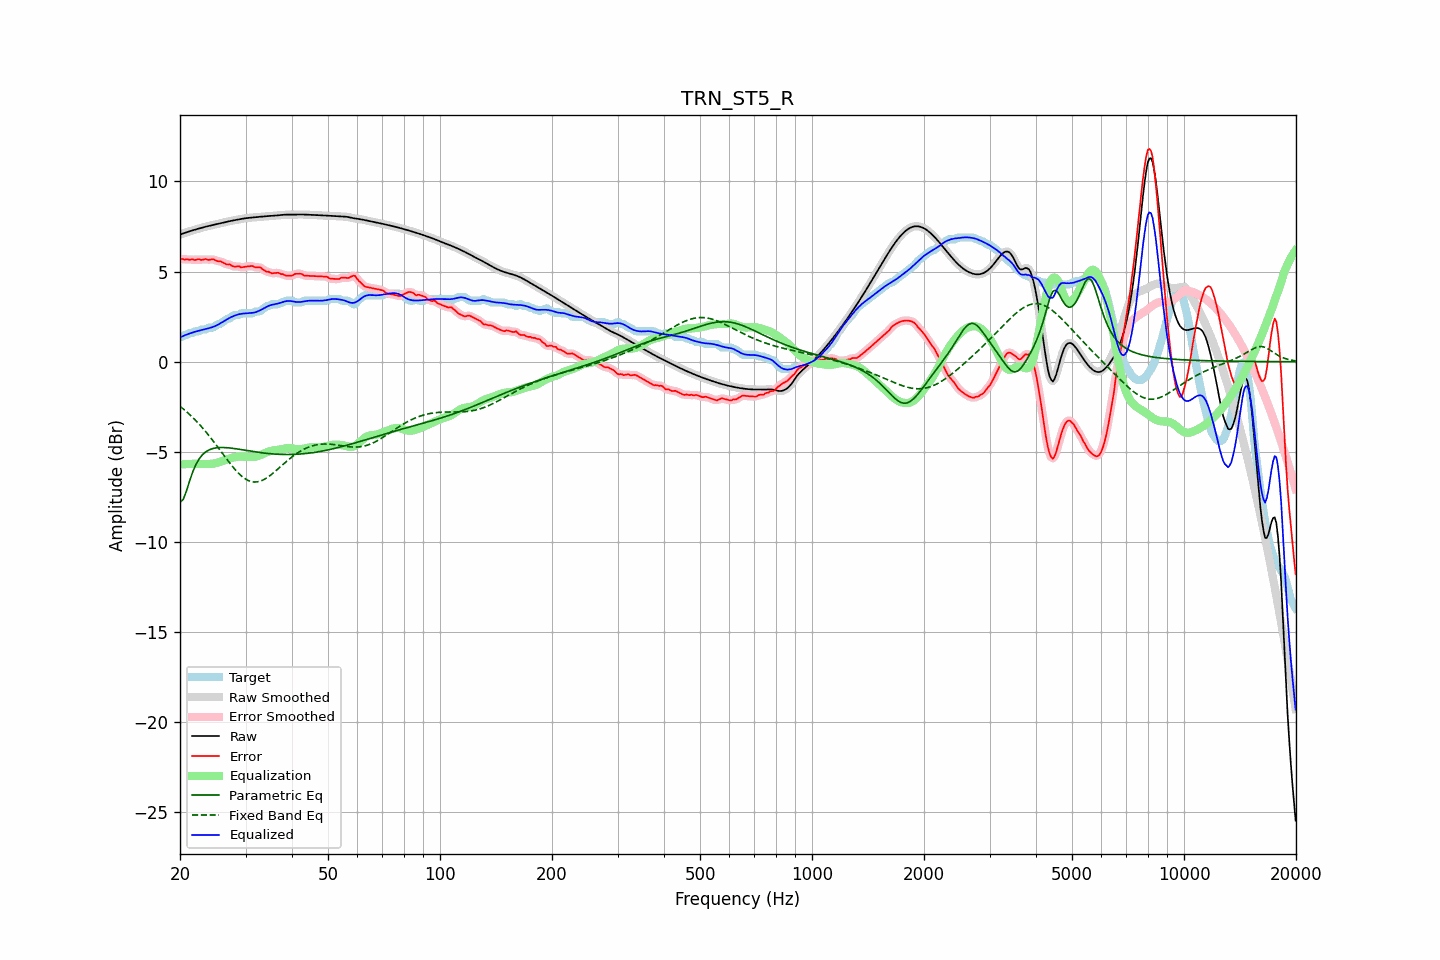 TRN_ST5_R
Amplitude (dBr)
10
5
0
−5
−10
−15
−20
−25
Target
Raw Smoothed
Error Smoothed
Raw
Error
Equalization
Parametric Eq
Fixed Band Eq
Equalized
20 50 100 200 500 1000 2000 5000 10000 20000
Frequency (Hz)